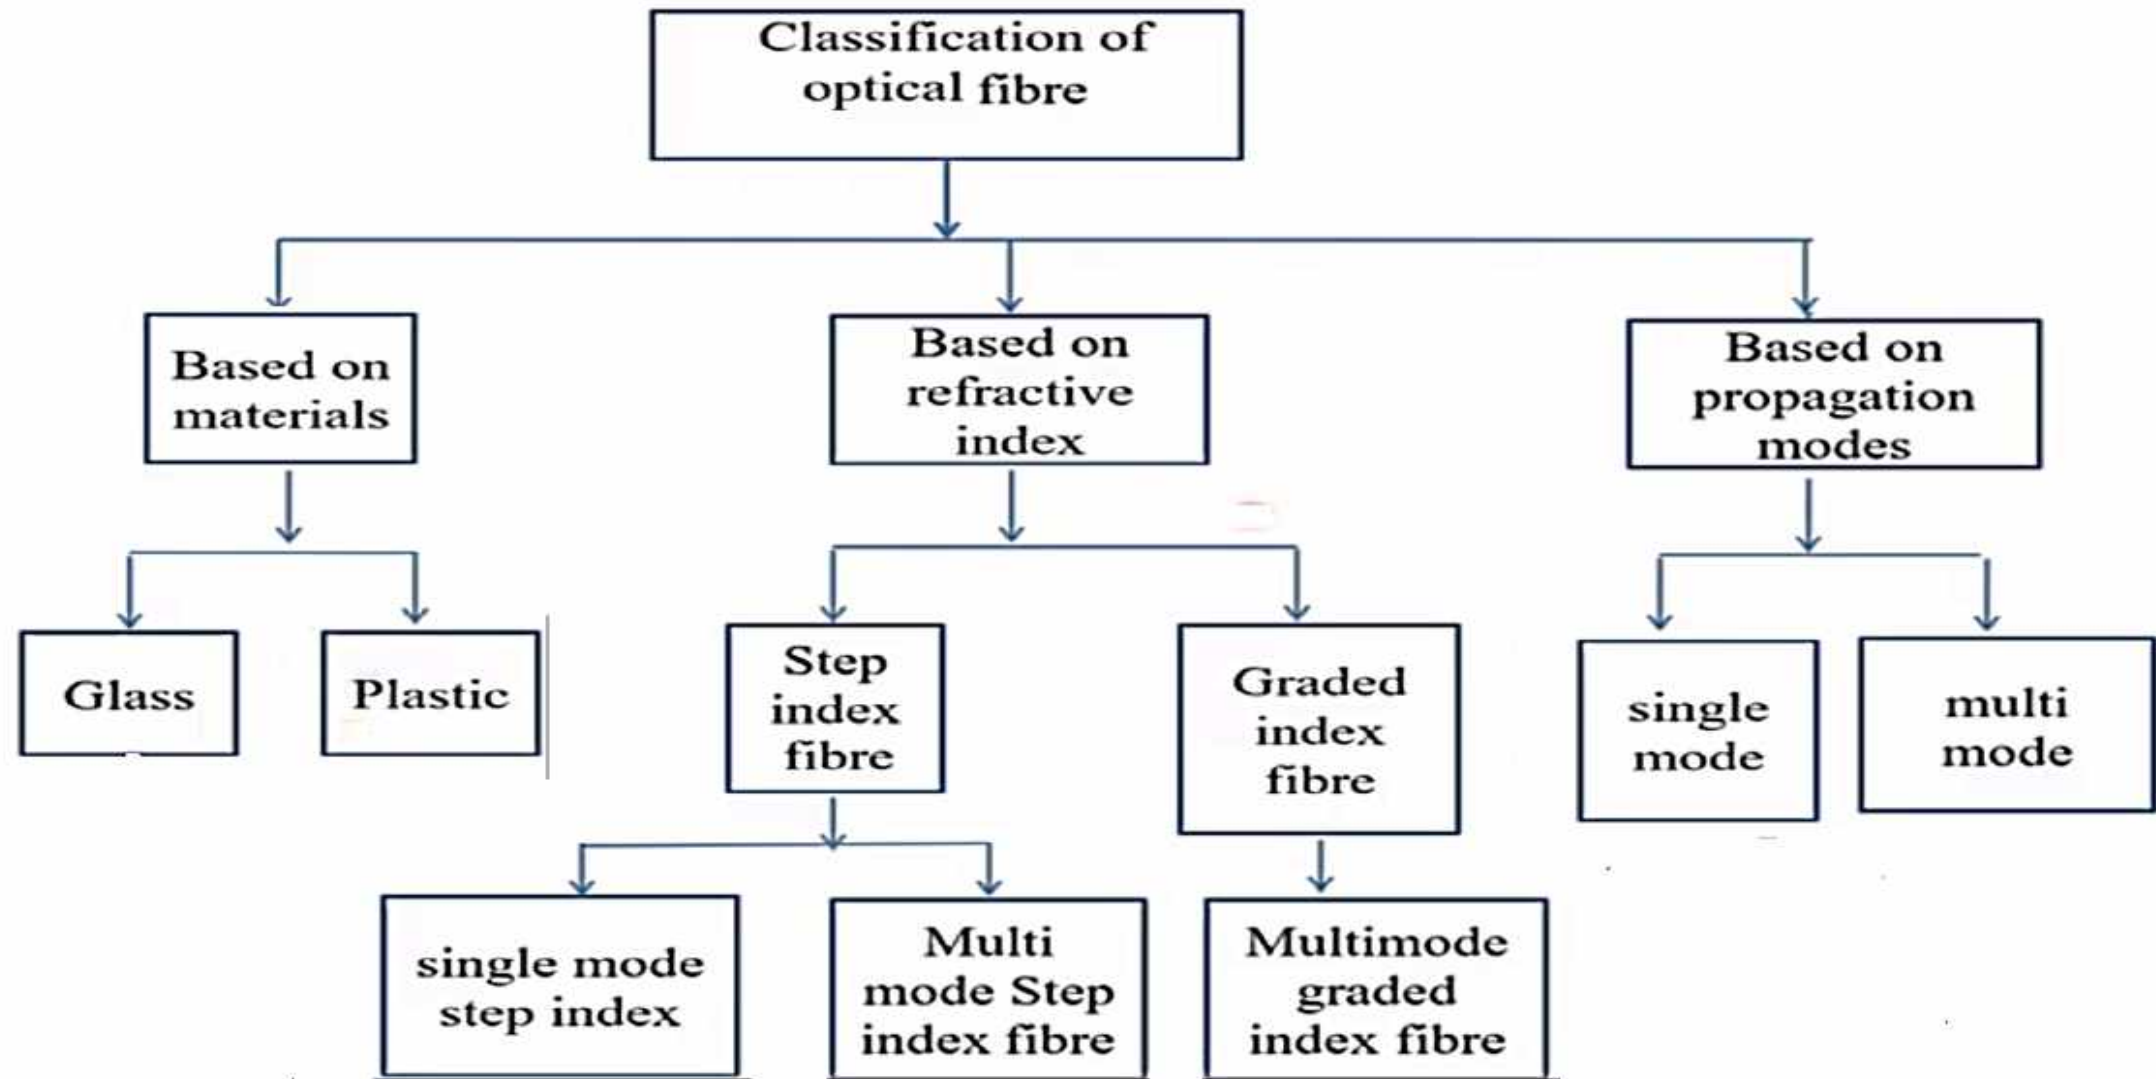 Classification of
optical fibre
Based on
materials
Based on
refractive
index
Based on
propagation
modes
Glass
Plastic
Step
index
fibre
Graded
index
fibre
single
mode
multi
mode
single mode
step index
Multi
mode Step
index fibre
Multimode
graded
index fibre